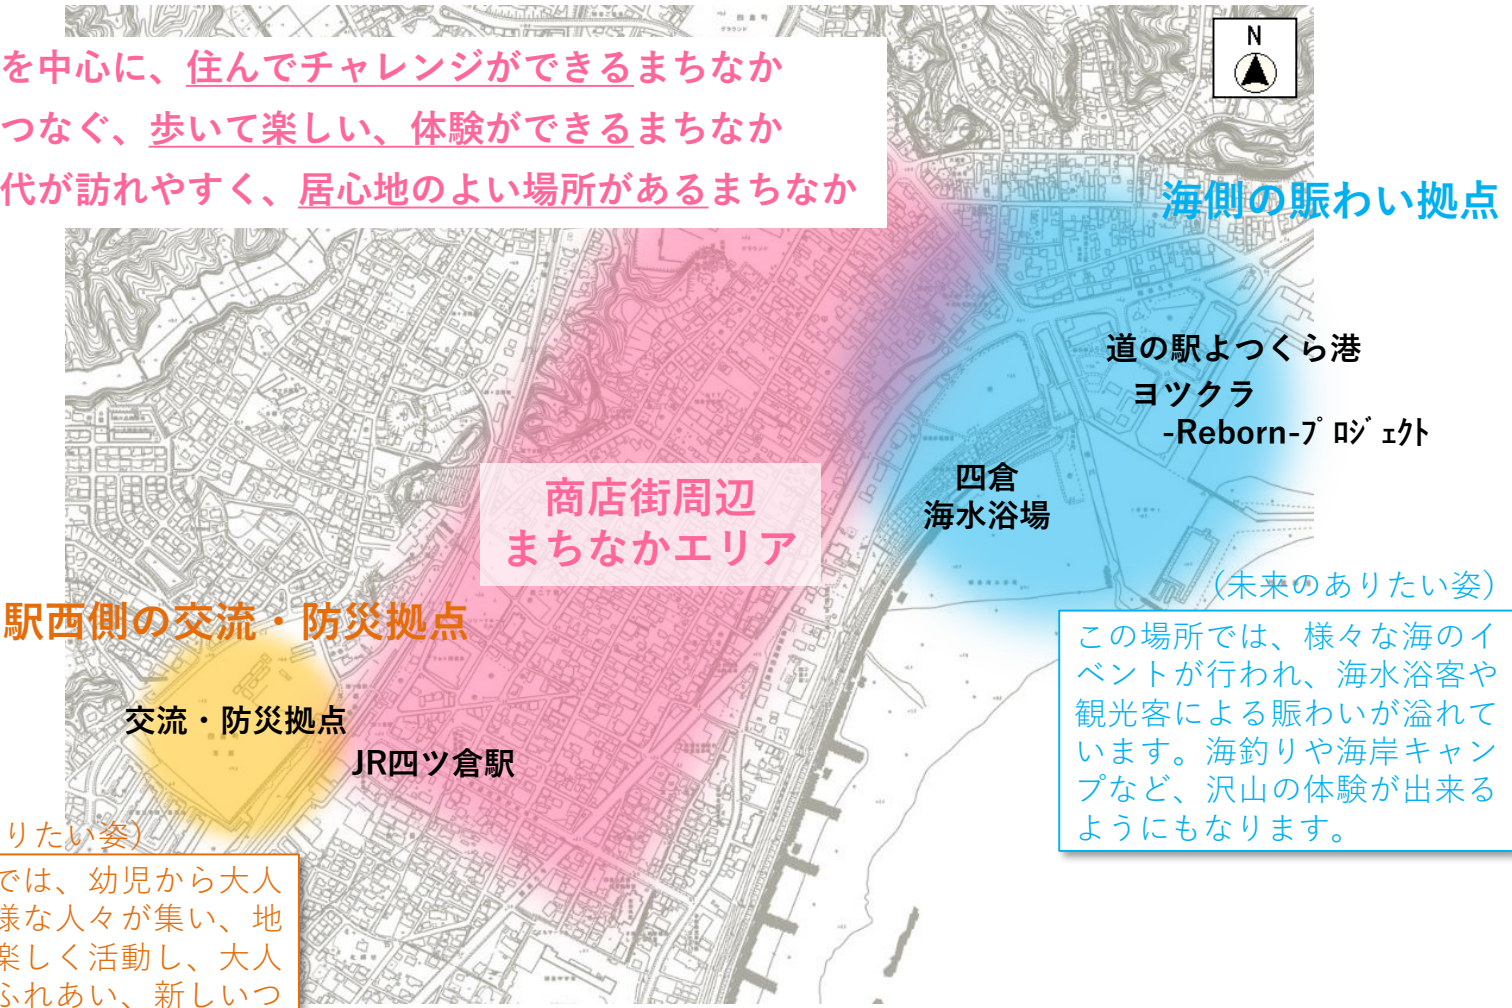 を中心に、住んでチャレンジができるまちなか
つなぐ、歩いて楽しい、体験ができるまちなか
代が訪れやすく、居心地のよい場所があるまちなか
N
海側の賑わい拠点
道の駅よつくら港
ヨツクラ
-Reborn-ﾌﾟﾛｼﾞｪｸﾄ
四倉
海水浴場
商店街周辺
まちなかエリア
（未来のありたい姿）
この場所では、様々な海のイ
ベントが行われ、海水浴客や
観光客による賑わいが溢れて
います。海釣りや海岸キャン
プなど、沢山の体験が出来る
ようにもなります。
駅西側の交流・防災拠点
交流・防災拠点
JR四ツ倉駅
りたい姿）
では、幼児から大人
様な人々が集い、地
楽しく活動し、大人
ふれあい、新しいつ